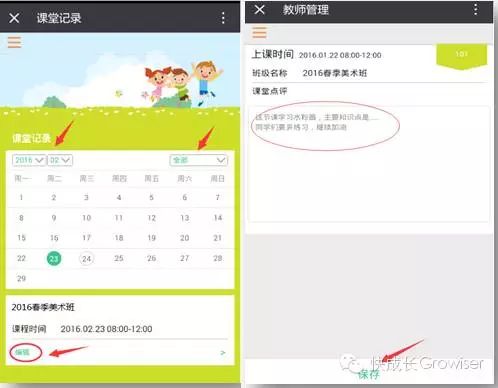 课堂记录
课堂记录
2016 02 全部
周一 周二 周三 周四 周五 周六 周日
1 2 3 4 5 6 7
8 9 10 11 12 13 14
15 16 17 18 19 20 21
22 23 24 25 26 27 28
29
2016春季美术班
课程时间 2016.02.23 08:00-12:00
编辑 >
教师管理
上课时间 2016.01.22 08:00-12:00
101
班级名称 2016春季美术班
课堂点评
这节课学习水粉画，主要知识点是....
同学们要多练习，继续加油
保存
快成长Growiser